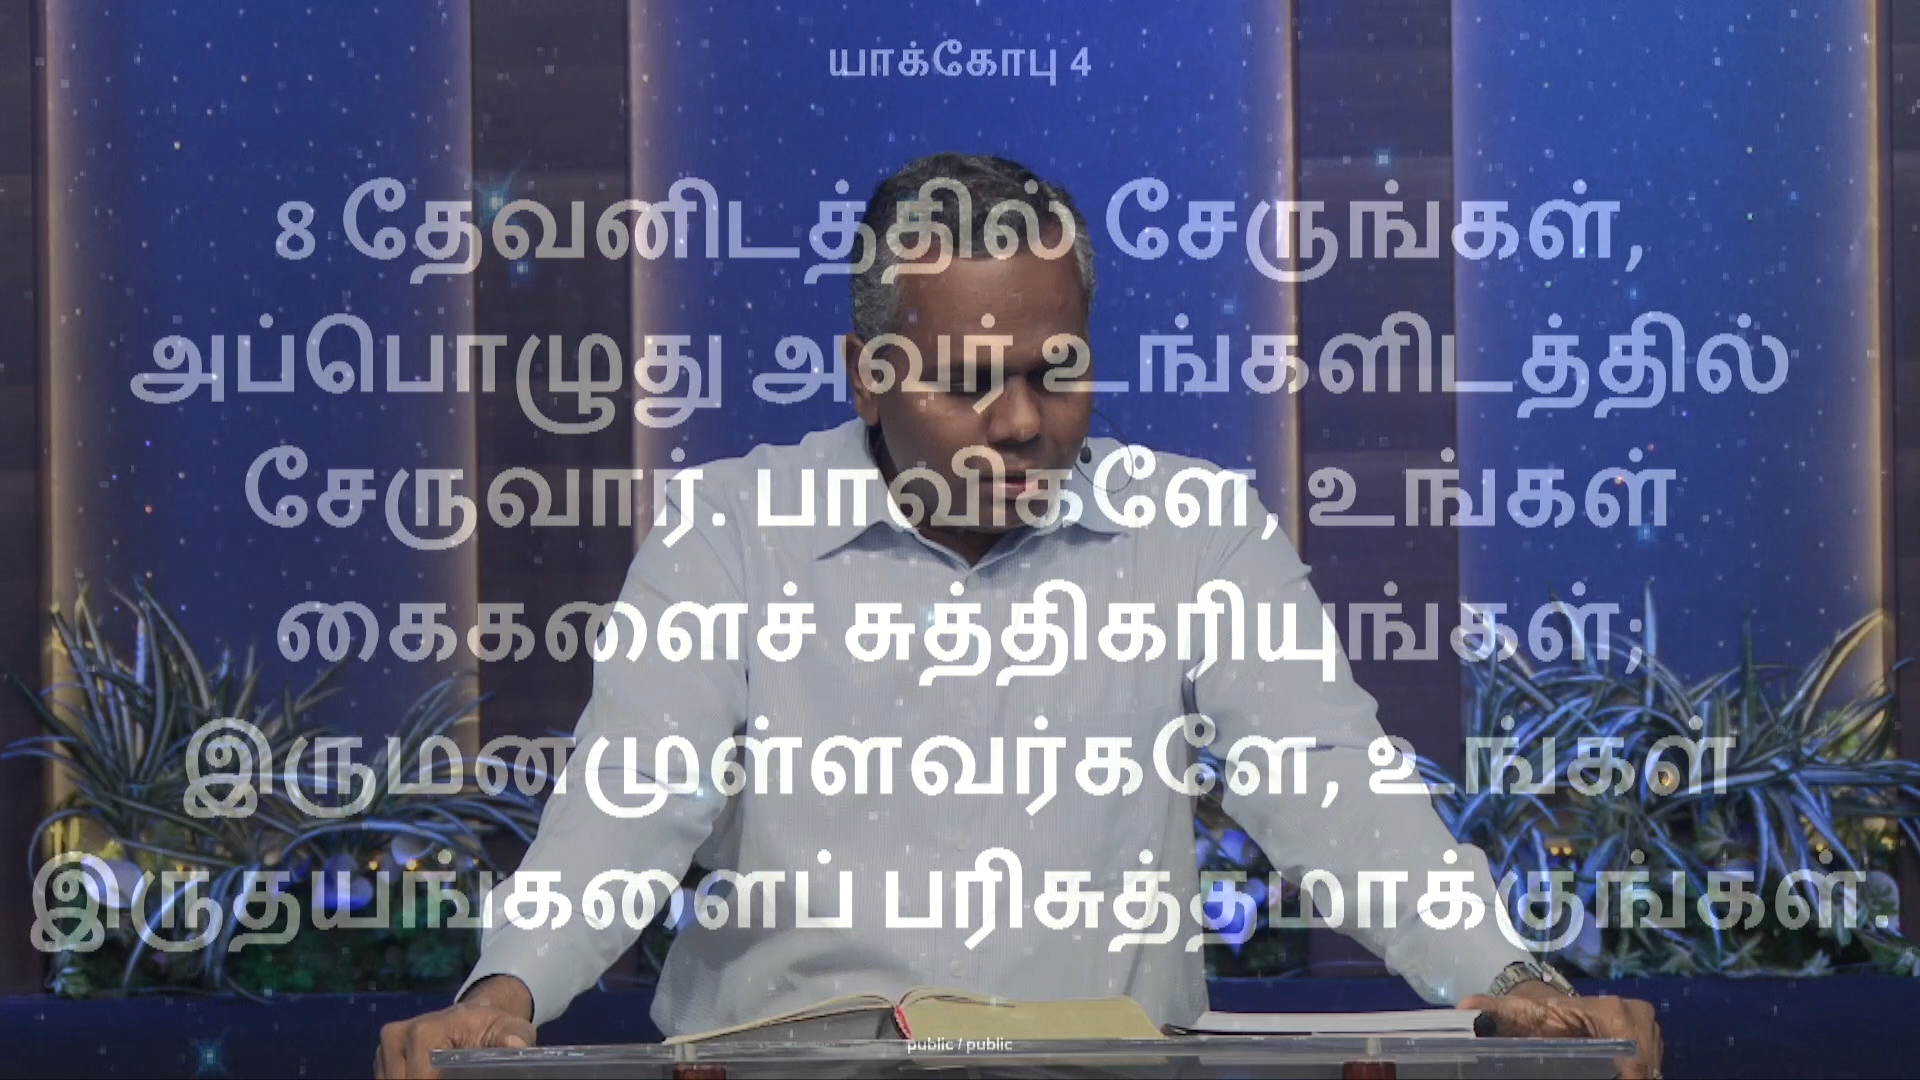 யாக்கோபு 4
8 தேவனிடத்தில் சேருங்கள்,
அப்பொழுது அவர் உங்களிடத்தில்
சேருவார். பாவிகளே, உங்கள்
கைகளைச் சுத்திகரியுங்கள்;
இருமனமுள்ளவர்களே, உங்கள்
இருதயங்களைப் பரிசுத்தமாக்குங்கள்.
public / public